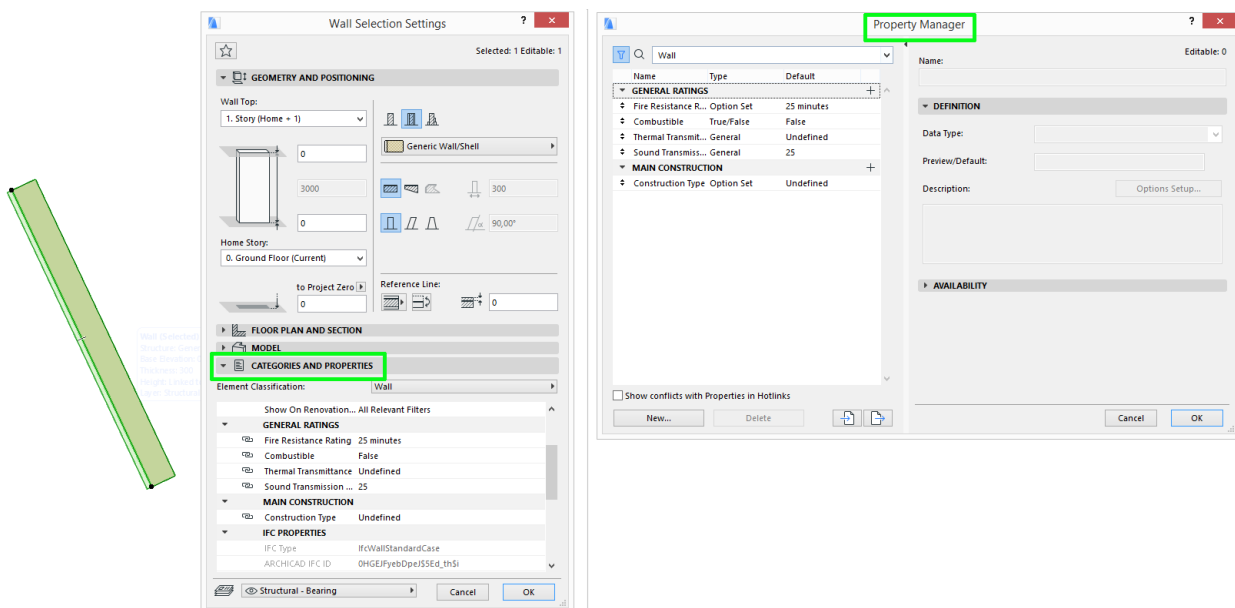 Wall Selection Settings
?
×
Selected: 1 Editable: 1
GEOMETRY AND POSITIONING
Wall Top:
1. Story (Home + 1)
0
Generic Wall/Shell
3000
300
0
α 90,00°
Home Story:
0. Ground Floor (Current)
to Project Zero
0
Reference Line:
0
FLOOR PLAN AND SECTION
MODEL
CATEGORIES AND PROPERTIES
Element Classification: Wall
Show On Renovation... All Relevant Filters
GENERAL RATINGS
Fire Resistance Rating 25 minutes
Combustible False
Thermal Transmittance Undefined
Sound Transmission ... 25
MAIN CONSTRUCTION
Construction Type Undefined
IFC PROPERTIES
IFC Type IfcWallStandardCase
ARCHICAD IFC ID 0HGEJFyebDpeJ$5Ed_th$i
Structural - Bearing
Cancel
OK
Wall (Selected)
Property Manager
?
×
Wall
Name Type Default
GENERAL RATINGS
Fire Resistance R... Option Set 25 minutes
Combustible True/False False
Thermal Transmit... General Undefined
Sound Transmiss... General 25
MAIN CONSTRUCTION
Construction Type Option Set Undefined
Show conflicts with Properties in Hotlinks
New...
Delete
Editable: 0
Name:
DEFINITION
Data Type:
Preview/Default:
Description:
Options Setup...
AVAILABILITY
Cancel
OK